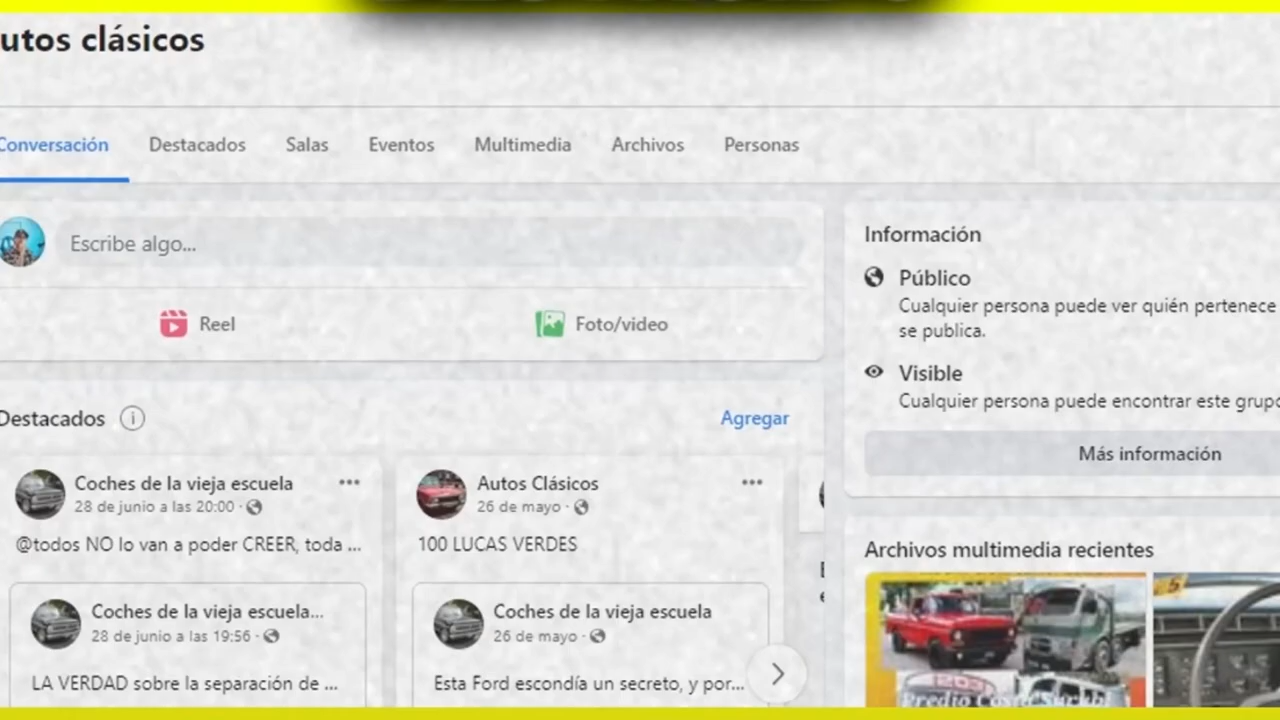 utos clásicos
Conversación Destacados Salas Eventos Multimedia Archivos Personas
Escribe algo...
Reel Foto/video
Destacados Agregar
Coches de la vieja escuela
28 de junio a las 20:00 ·
@todos NO lo van a poder CREER, toda ...
Coches de la vieja escuela...
28 de junio a las 19:56 ·
LA VERDAD sobre la separación de ...
Autos Clásicos
26 de mayo ·
100 LUCAS VERDES
Coches de la vieja escuela
26 de mayo ·
Esta Ford escondía un secreto, y por...
Información
Público
Cualquier persona puede ver quién pertenece
se publica.
Visible
Cualquier persona puede encontrar este grupo
Más información
Archivos multimedia recientes
5